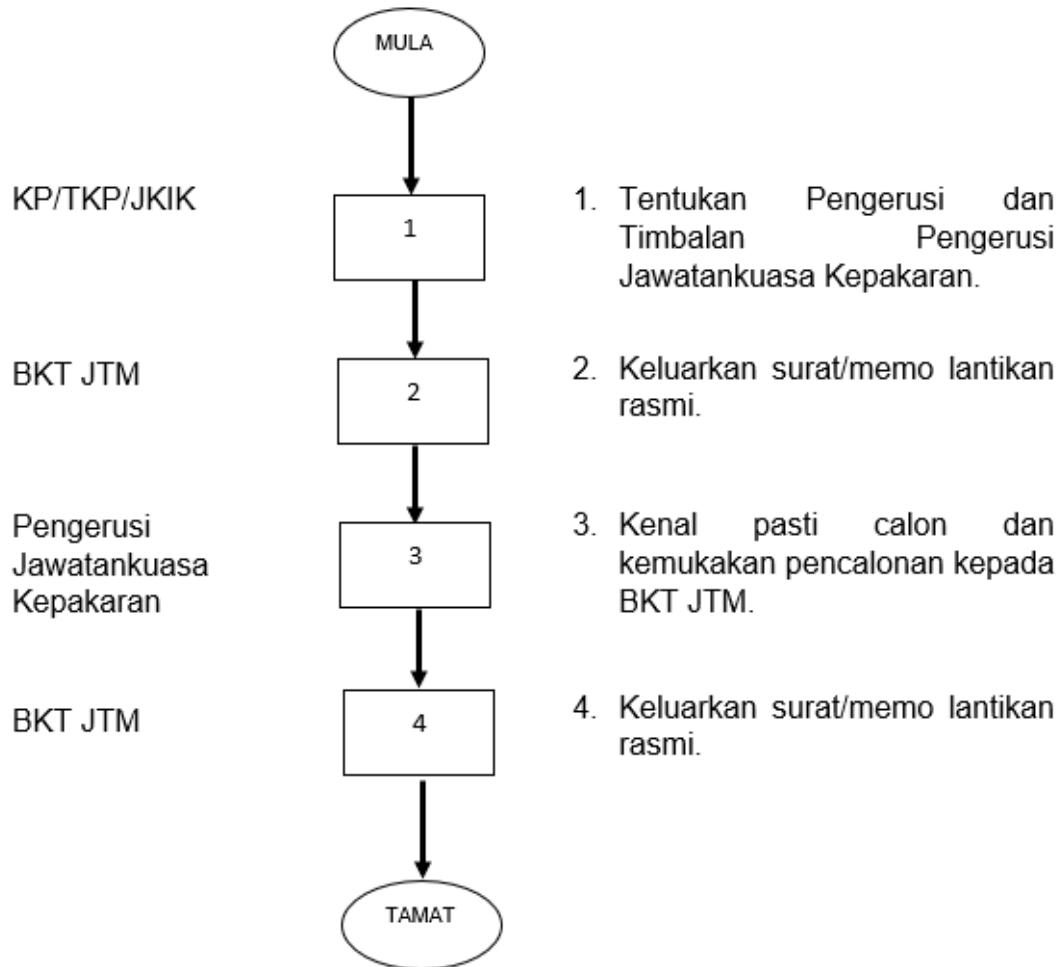 MULA
KP/TKP/JKIK
1
1. Tentukan Pengerusi dan
Timbalan Pengerusi
Jawatankuasa Kepakaran.
BKT JTM
2
2. Keluarkan surat/memo lantikan
rasmi.
Pengerusi
Jawatankuasa
Kepakaran
3
3. Kenal pasti calon dan
kemukakan pencalonan kepada
BKT JTM.
BKT JTM
4
4. Keluarkan surat/memo lantikan
rasmi.
TAMAT